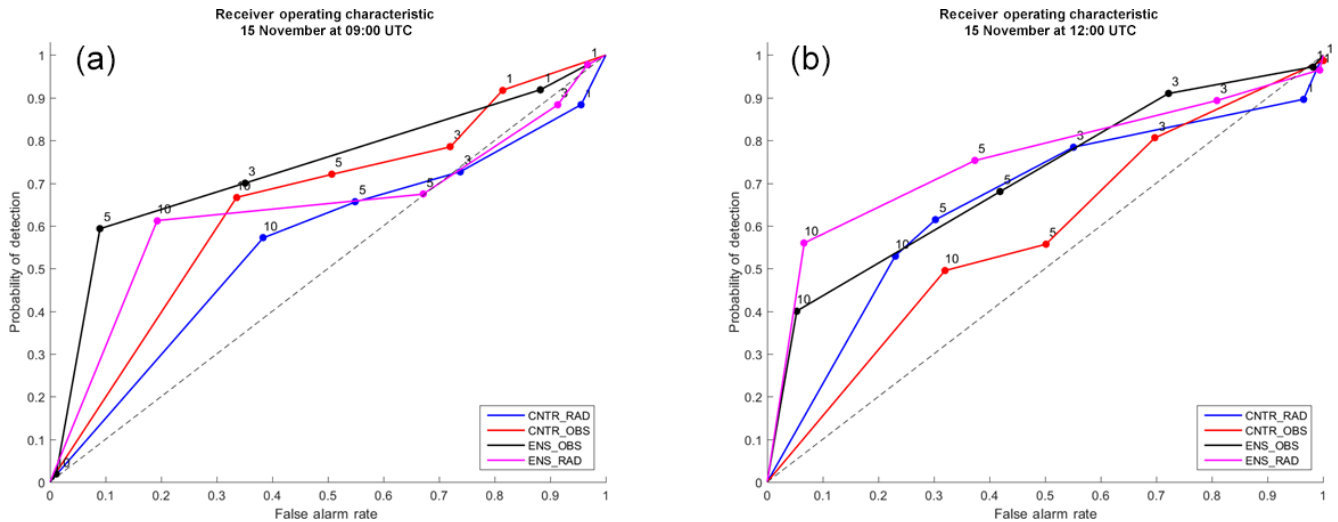 Receiver operating characteristic
15 November at 09:00 UTC
(a)
Probability of detection
1
0.9
0.8
0.7
0.6
0.5
0.4
0.3
0.2
0.1
0
1
1
1
1
3
3
3
3
5
5
5
5
10
10
10
0
CNTR_RAD
CNTR_OBS
ENS_OBS
ENS_RAD
0 0.1 0.2 0.3 0.4 0.5 0.6 0.7 0.8 0.9 1
False alarm rate
Receiver operating characteristic
15 November at 12:00 UTC
(b)
Probability of detection
1
0.9
0.8
0.7
0.6
0.5
0.4
0.3
0.2
0.1
0
1
1
1
3
3
3
3
5
5
5
5
10
10
10
10
CNTR_RAD
CNTR_OBS
ENS_OBS
ENS_RAD
0 0.1 0.2 0.3 0.4 0.5 0.6 0.7 0.8 0.9 1
False alarm rate